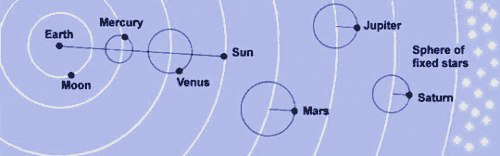 Earth
Mercury
Moon
Venus
Sun
Mars
Jupiter
Saturn
Sphere of
fixed stars